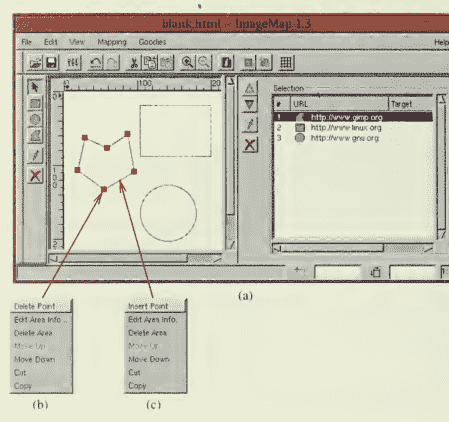 blank.html – ImageMap 1.3
File Edit View Mapping Goodies Help
Selection
# URL Target
1 http://www.gimp.org
2 http://www.linux.org
3 http://www.gnu.org
(a)
Delete Point
Edit Area Info...
Delete Area
Move Up
Move Down
Cut
Copy
(b)
Insert Point
Edit Area Info.
Delete Area
Move Up
Move Down
Cut
Copy
(c)